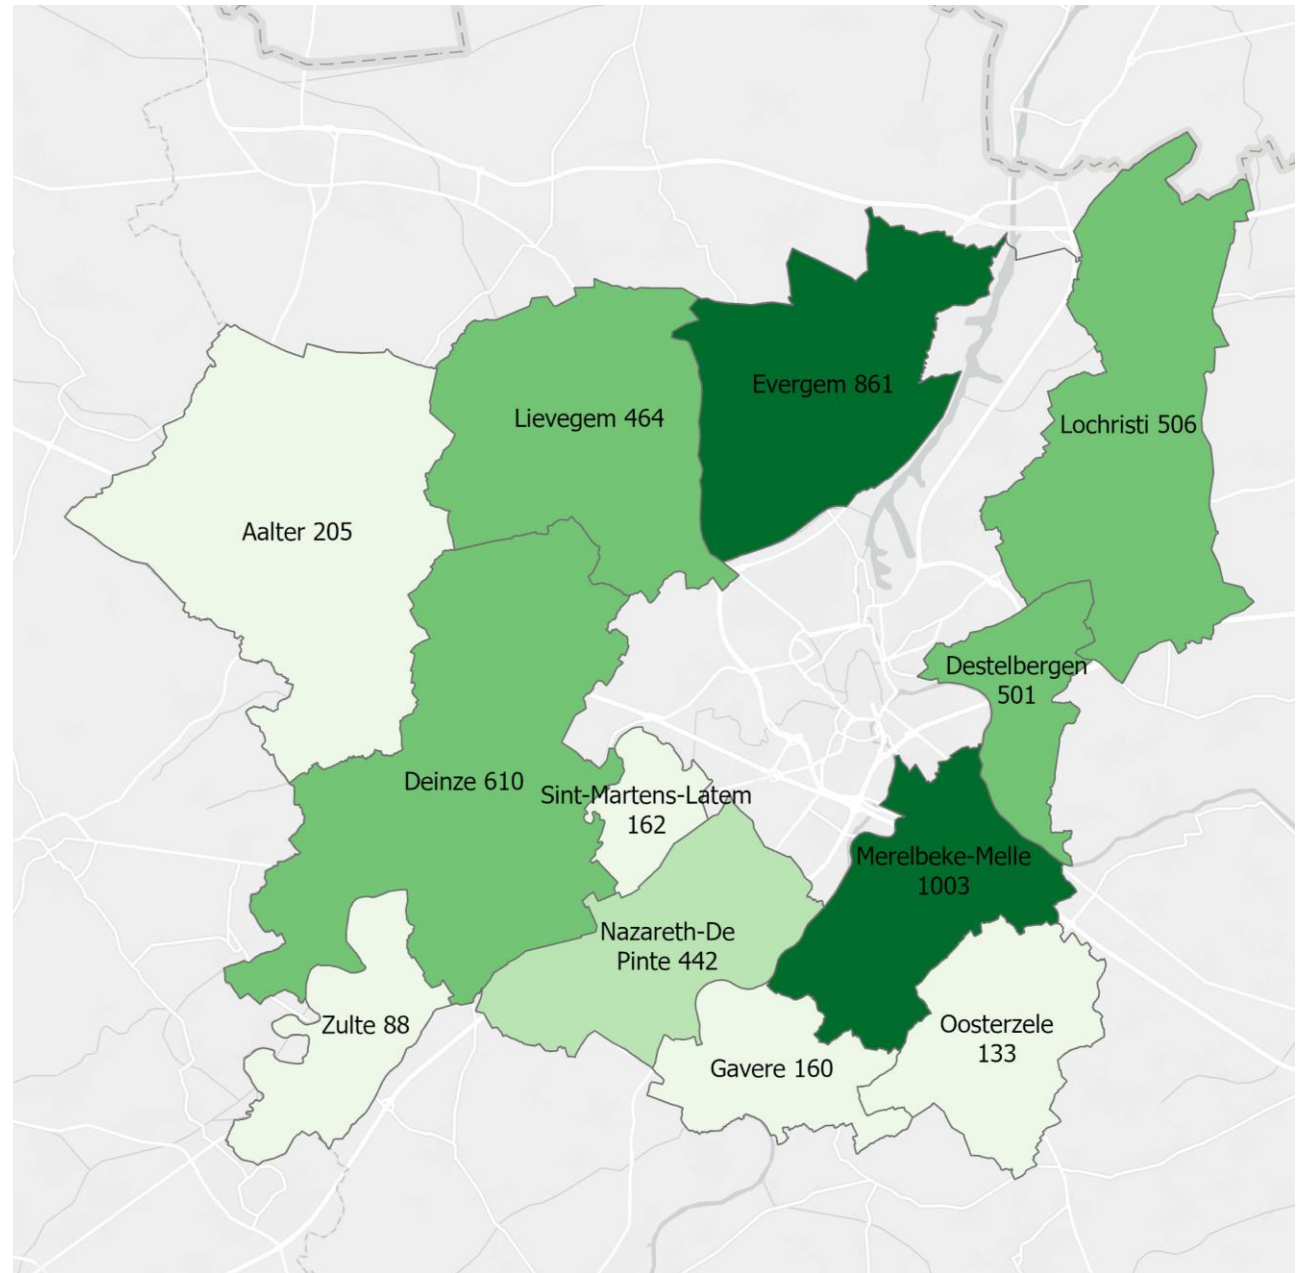 Evergem 861
Lievegem 464
Lochristi 506
Aalter 205
Destelbergen
501
Deinze 610
Sint-Martens-Latem
162
Merelbeke-Melle
1003
Nazareth-De
Pinte 442
Zulte 88
Oosterzele
133
Gavere 160